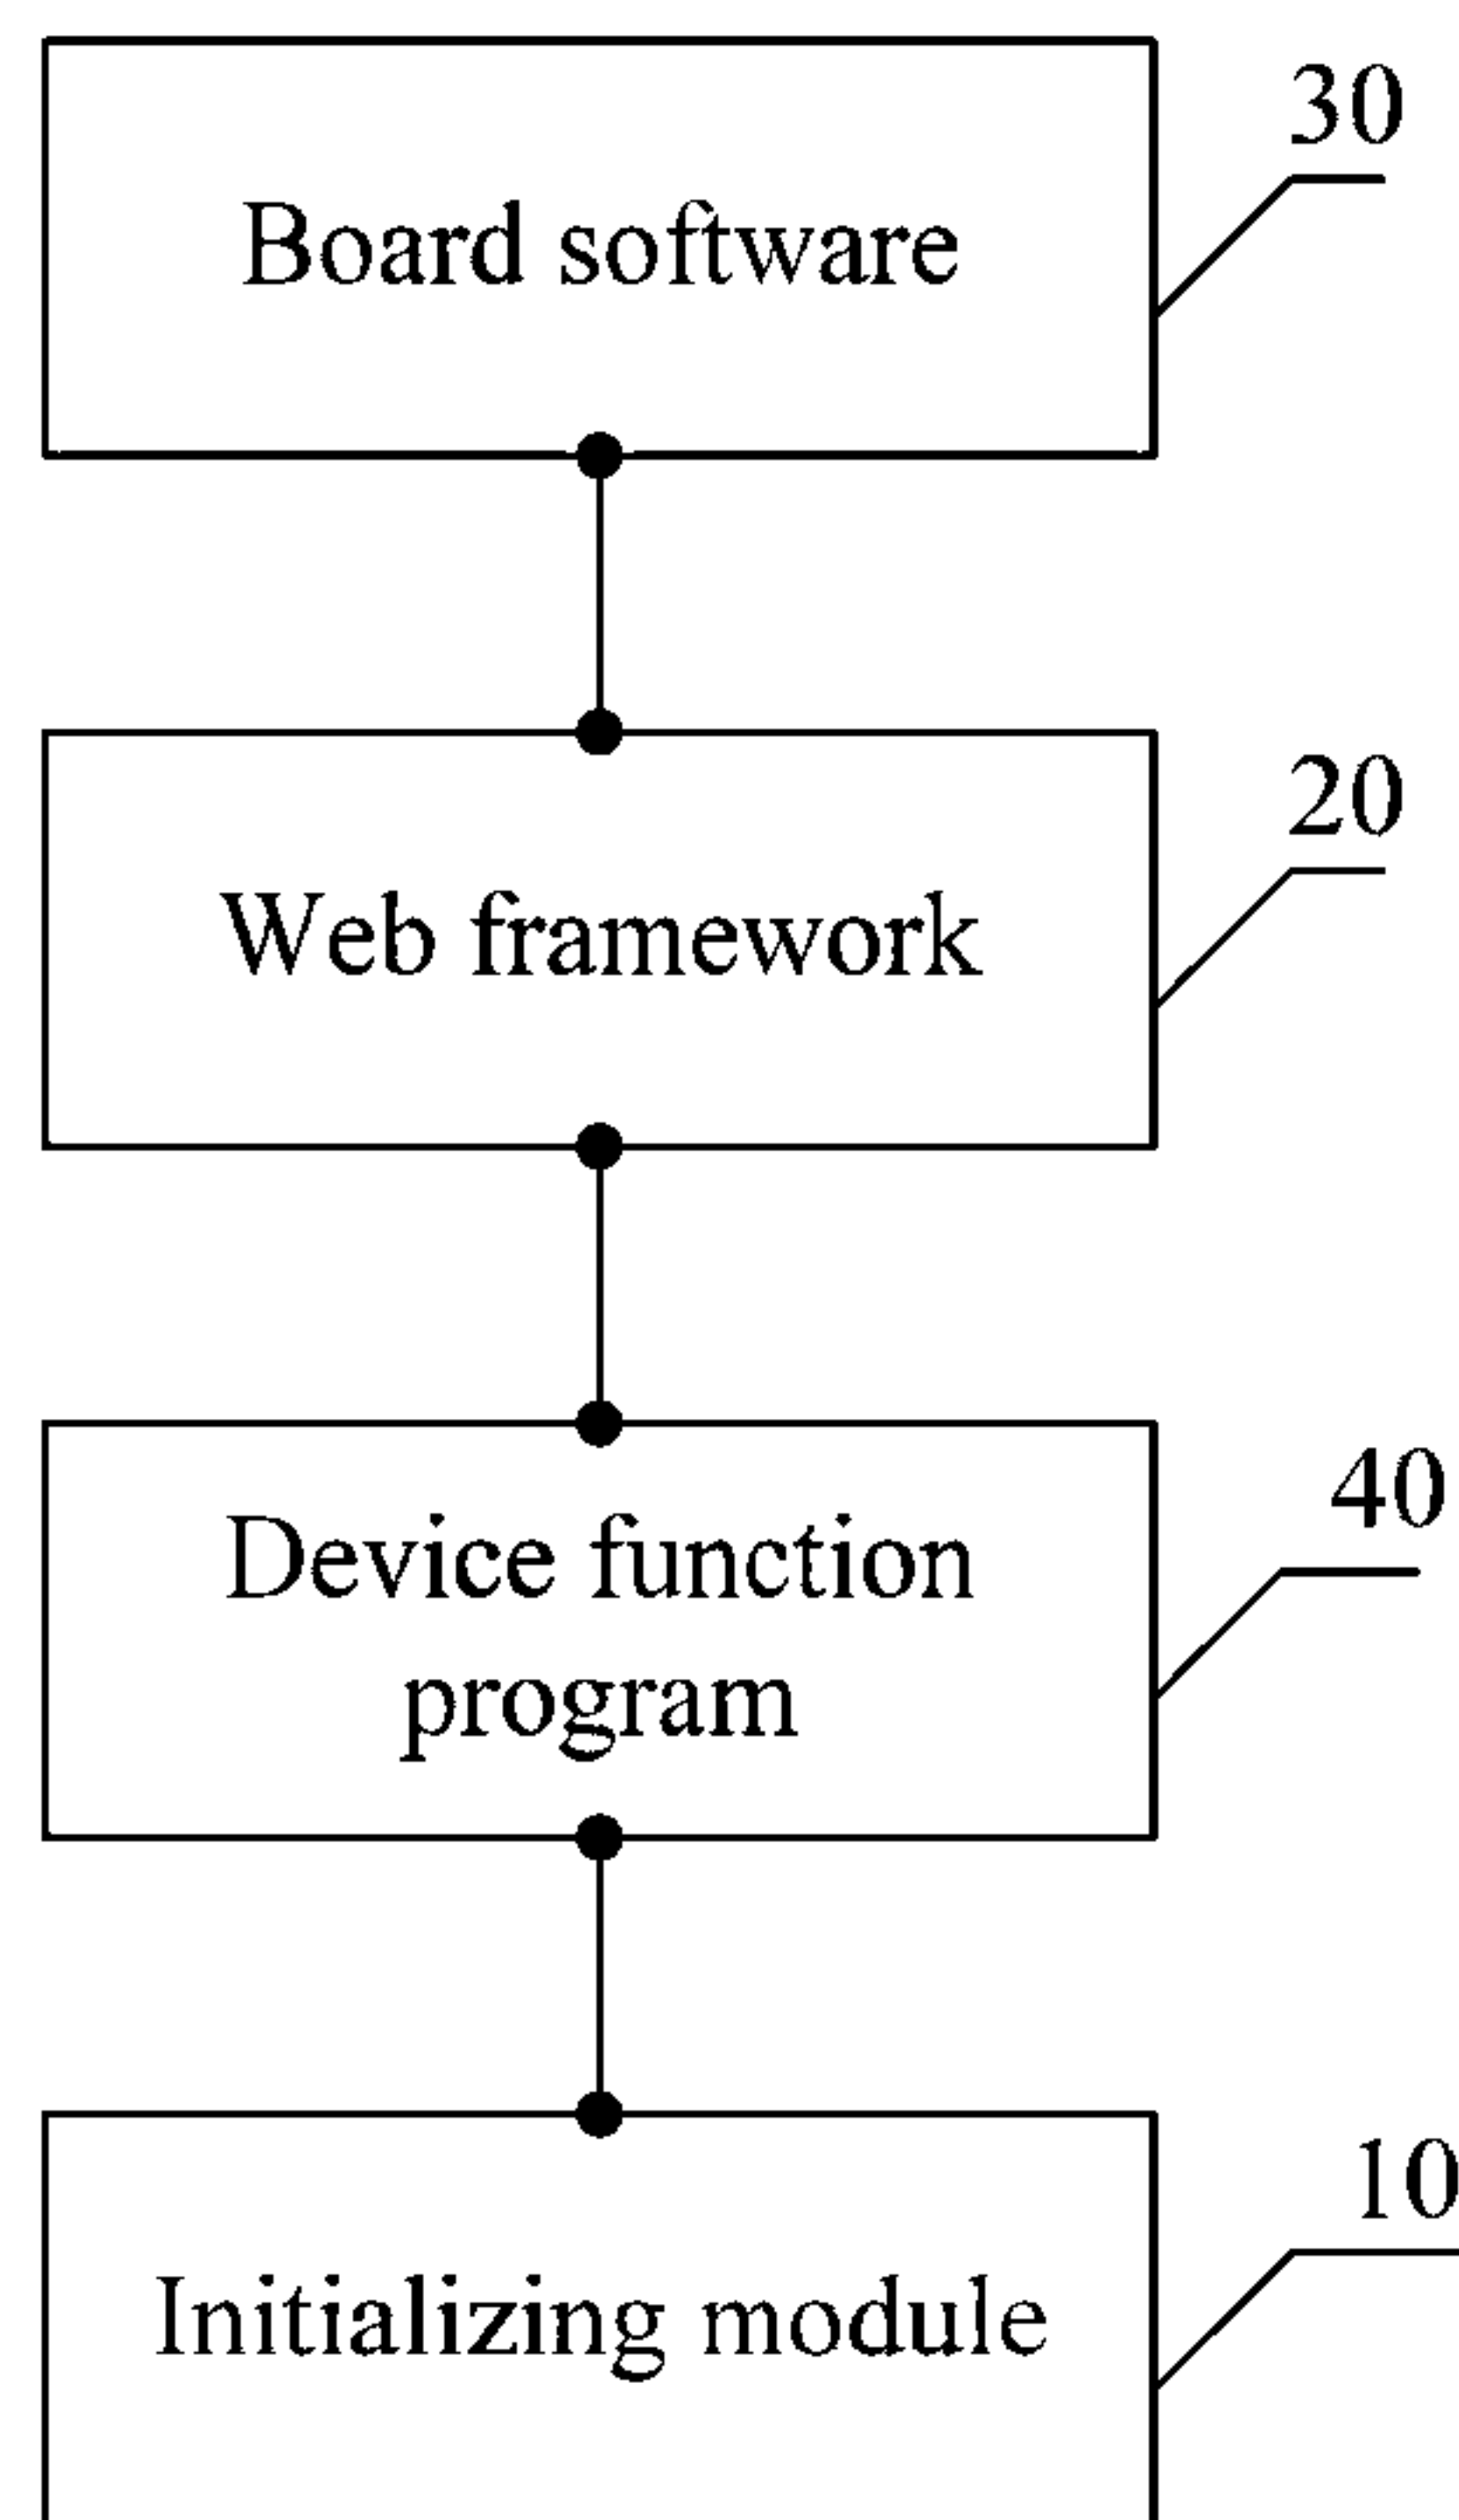 30
Board software
20
Web framework
40
Device function
program
10
Initializing module